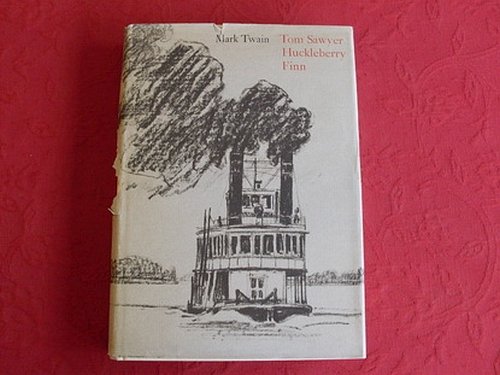 Mark Twain Tom Sawyer
Huckleberry
Finn